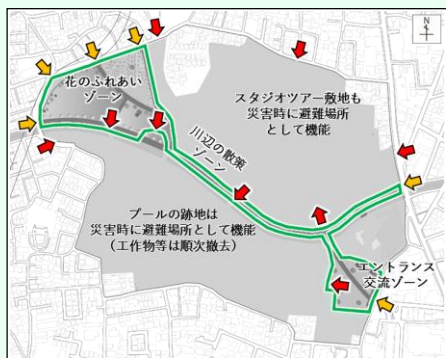 N
花のふれあい
ゾーン
スタジオツアー敷地も
災害時に避難場所
として機能
川辺の散策
ゾーン
プールの跡地は
災害時に避難場所として機能
（工作物等は順次撤去）
エントランス
交流ゾーン